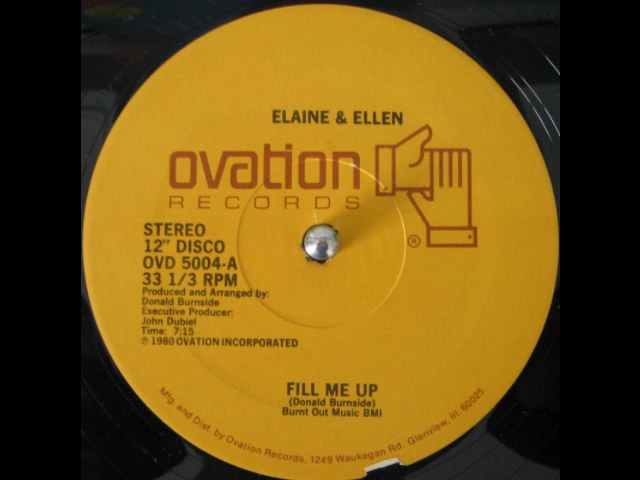 ELAINE & ELLEN
ovation
RECORDS
®
STEREO
12" DISCO
OVD 5004-A
33 1/3 RPM
Produced and Arranged by:
Donald Burnside
Executive Producer:
John Dubiel
Time: 7:15
℗ 1980 OVATION INCORPORATED
FILL ME UP
(Donald Burnside)
Burnt Out Music BMI
Mfg. and Dist. by Ovation Records, 1249 Waukegan Rd. Glenview, Ill. 60025